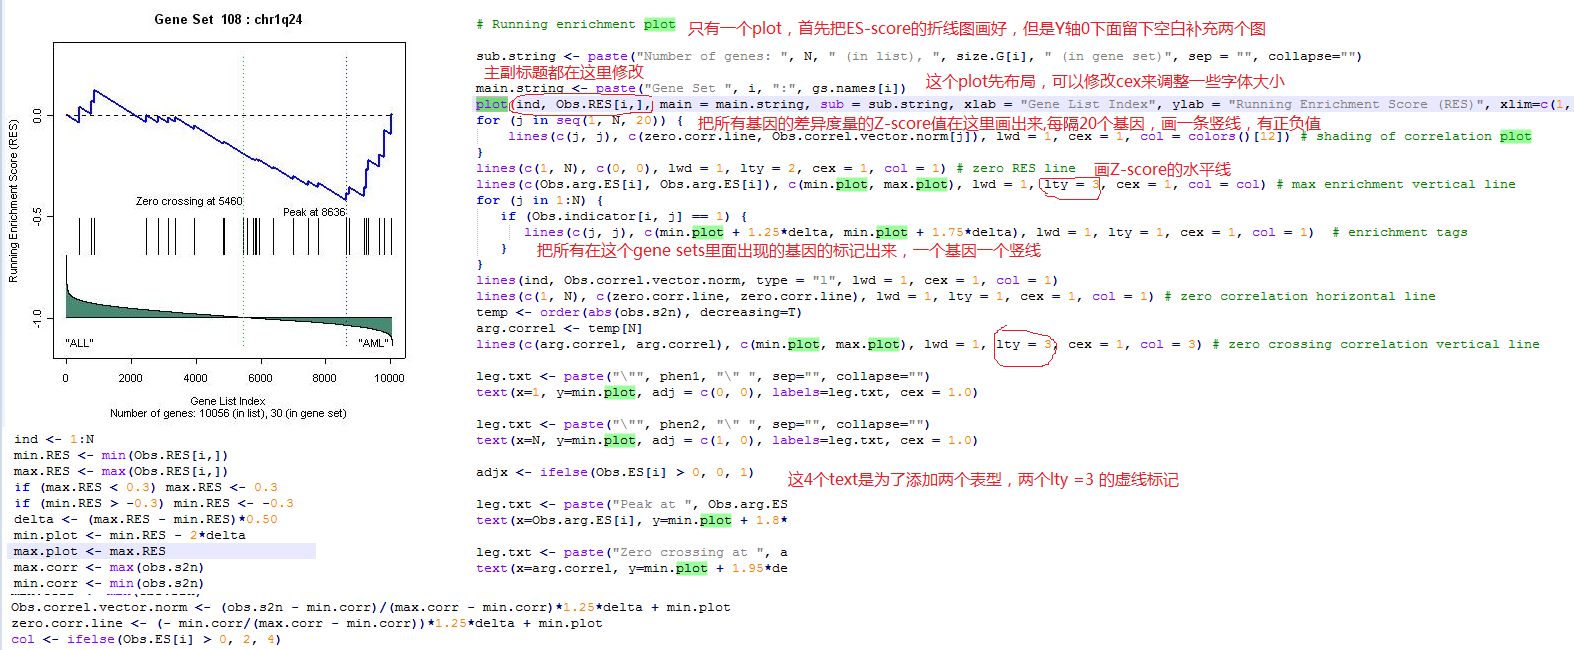 Gene Set  108 : chr1q24
Running Enrichment Score (RES)
0.0
-0.5
-1.0
Zero crossing at 5460
Peak at 8636
"ALL"
"AML"
0
2000
4000
6000
8000
10000
Gene List Index
Number of genes: 10056 (in list), 30 (in gene set)
ind <- 1:N
min.RES <- min(Obs.RES[i,])
max.RES <- max(Obs.RES[i,])
if (max.RES < 0.3) max.RES <- 0.3
if (min.RES > -0.3) min.RES <- -0.3
delta <- (max.RES - min.RES)*0.50
min.plot <- min.RES - 2*delta
max.plot <- max.RES
max.corr <- max(obs.s2n)
min.corr <- min(obs.s2n)
Obs.correl.vector.norm <- (obs.s2n - min.corr)/(max.corr - min.corr)*1.25*delta + min.plot
zero.corr.line <- (- min.corr/(max.corr - min.corr))*1.25*delta + min.plot
col <- ifelse(Obs.ES[i] > 0, 2, 4)
# Running enrichment plot 只有一个plot，首先把ES-score的折线图画好，但是Y轴0下面留下空白补充两个图
sub.string <- paste("Number of genes: ", N, " (in list), ", size.G[i], " (in gene set)", sep = "", collapse="")
主副标题都在这里修改
main.string <- paste("Gene Set ", i, ":", gs.names[i]) 这个plot先布局，可以修改cex来调整一些字体大小
plot(ind, Obs.RES[i,], main = main.string, sub = sub.string, xlab = "Gene List Index", ylab = "Running Enrichment Score (RES)", xlim=c(1,
for (j in seq(1, N, 20)) { 把所有基因的差异度量的Z-score值在这里画出来,每隔20个基因，画一条竖线，有正负值
lines(c(j, j), c(zero.corr.line, Obs.correl.vector.norm[j]), lwd = 1, cex = 1, col = colors()[12]) # shading of correlation plot
}
lines(c(1, N), c(0, 0), lwd = 1, lty = 2, cex = 1, col = 1) # zero RES line 画Z-score的水平线
lines(c(Obs.arg.ES[i], Obs.arg.ES[i]), c(min.plot, max.plot), lwd = 1, lty = 3, cex = 1, col = col) # max enrichment vertical line
for (j in 1:N) {
if (Obs.indicator[i, j] == 1) {
lines(c(j, j), c(min.plot + 1.25*delta, min.plot + 1.75*delta), lwd = 1, lty = 1, cex = 1, col = 1)  # enrichment tags
} 把所有在这个gene sets里面出现的基因的标记出来，一个基因一个竖线
}
lines(ind, Obs.correl.vector.norm, type = "l", lwd = 1, cex = 1, col = 1)
lines(c(1, N), c(zero.corr.line, zero.corr.line), lwd = 1, lty = 1, cex = 1, col = 1) # zero correlation horizontal line
temp <- order(abs(obs.s2n), decreasing=T)
arg.correl <- temp[N]
lines(c(arg.correl, arg.correl), c(min.plot, max.plot), lwd = 1, lty = 3, cex = 1, col = 3) # zero crossing correlation vertical line
leg.txt <- paste("\"", phen1, "\" ", sep="", collapse="")
text(x=1, y=min.plot, adj = c(0, 0), labels=leg.txt, cex = 1.0)
leg.txt <- paste("\"", phen2, "\" ", sep="", collapse="")
text(x=N, y=min.plot, adj = c(1, 0), labels=leg.txt, cex = 1.0)
adjx <- ifelse(Obs.ES[i] > 0, 0, 1) 这4个text是为了添加两个表型，两个lty =3 的虚线标记
leg.txt <- paste("Peak at ", Obs.arg.ES
text(x=Obs.arg.ES[i], y=min.plot + 1.8*
leg.txt <- paste("Zero crossing at ", a
text(x=arg.correl, y=min.plot + 1.95*de